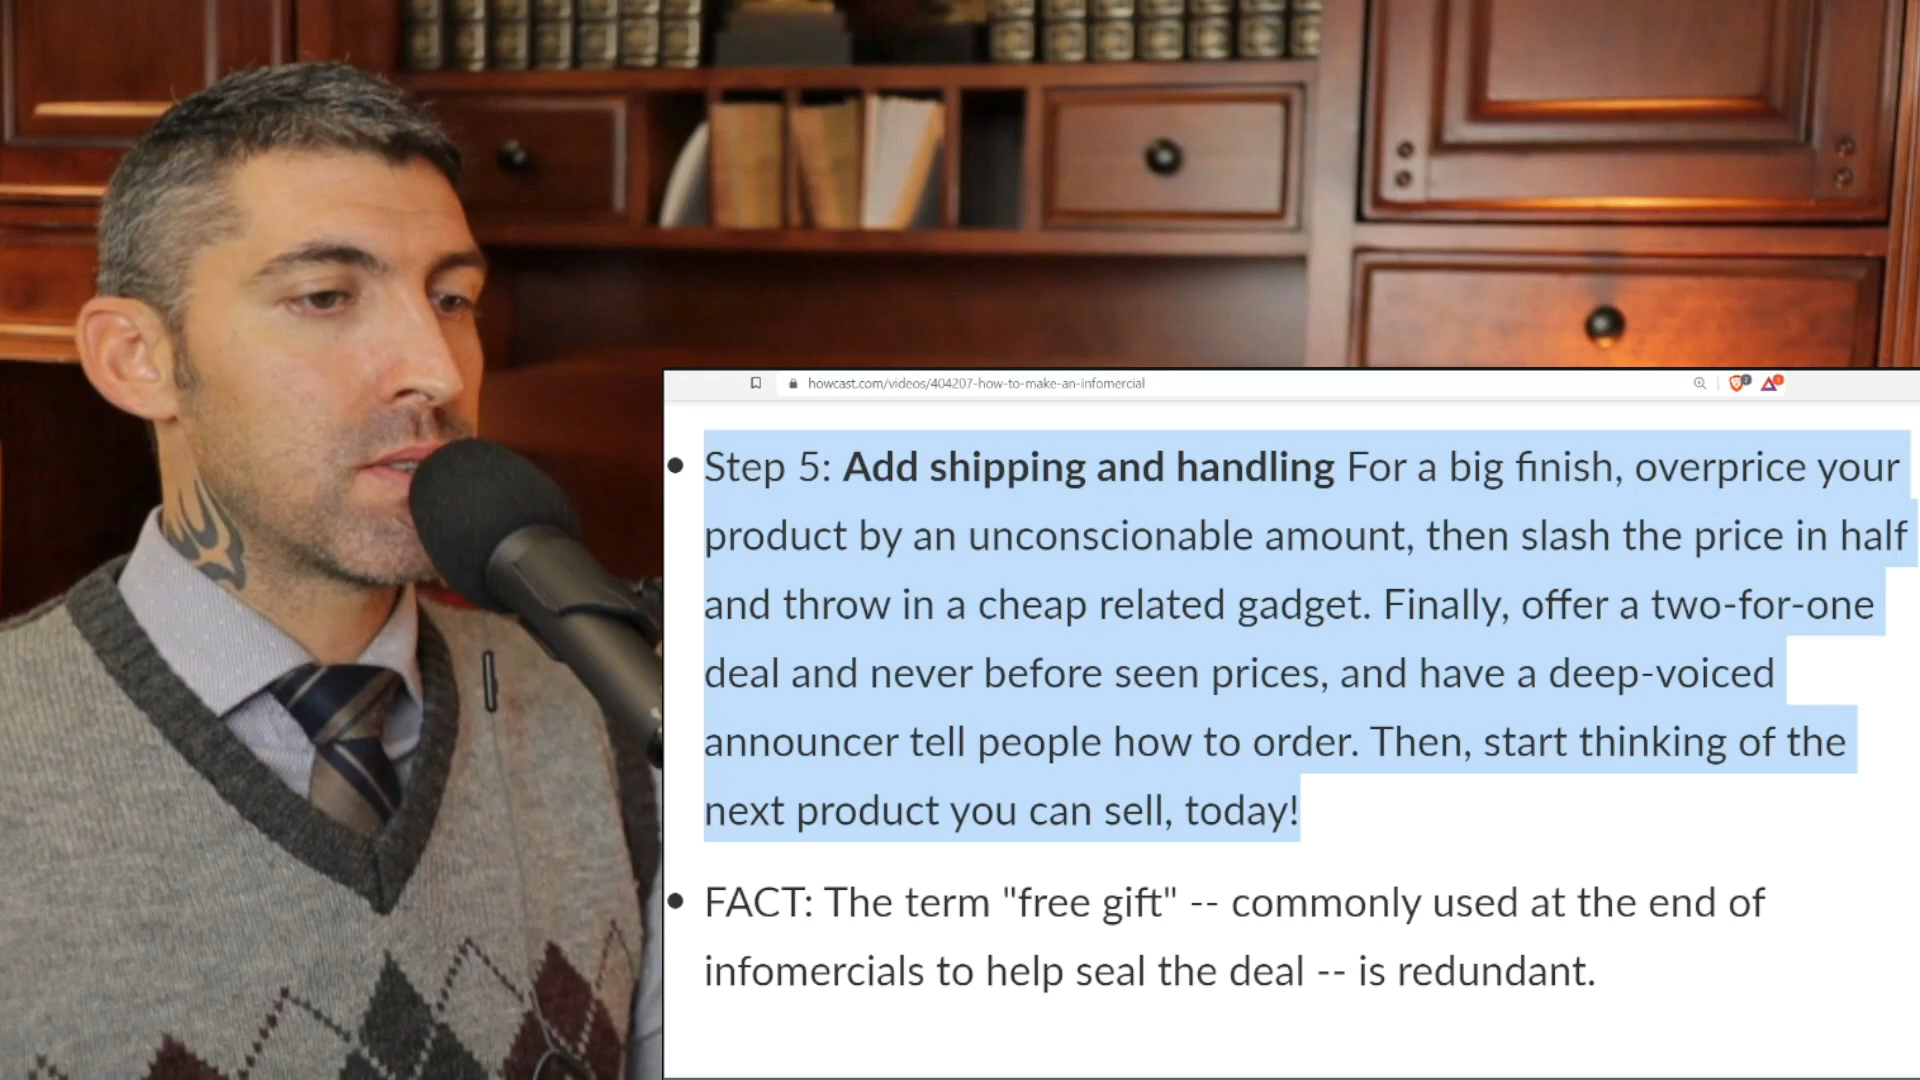 howcast.com/videos/404207-how-to-make-an-infomercial
Step 5: Add shipping and handling For a big finish, overprice your
product by an unconscionable amount, then slash the price in half
and throw in a cheap related gadget. Finally, offer a two-for-one
deal and never before seen prices, and have a deep-voiced
announcer tell people how to order. Then, start thinking of the
next product you can sell, today!
FACT: The term "free gift" -- commonly used at the end of
infomercials to help seal the deal -- is redundant.